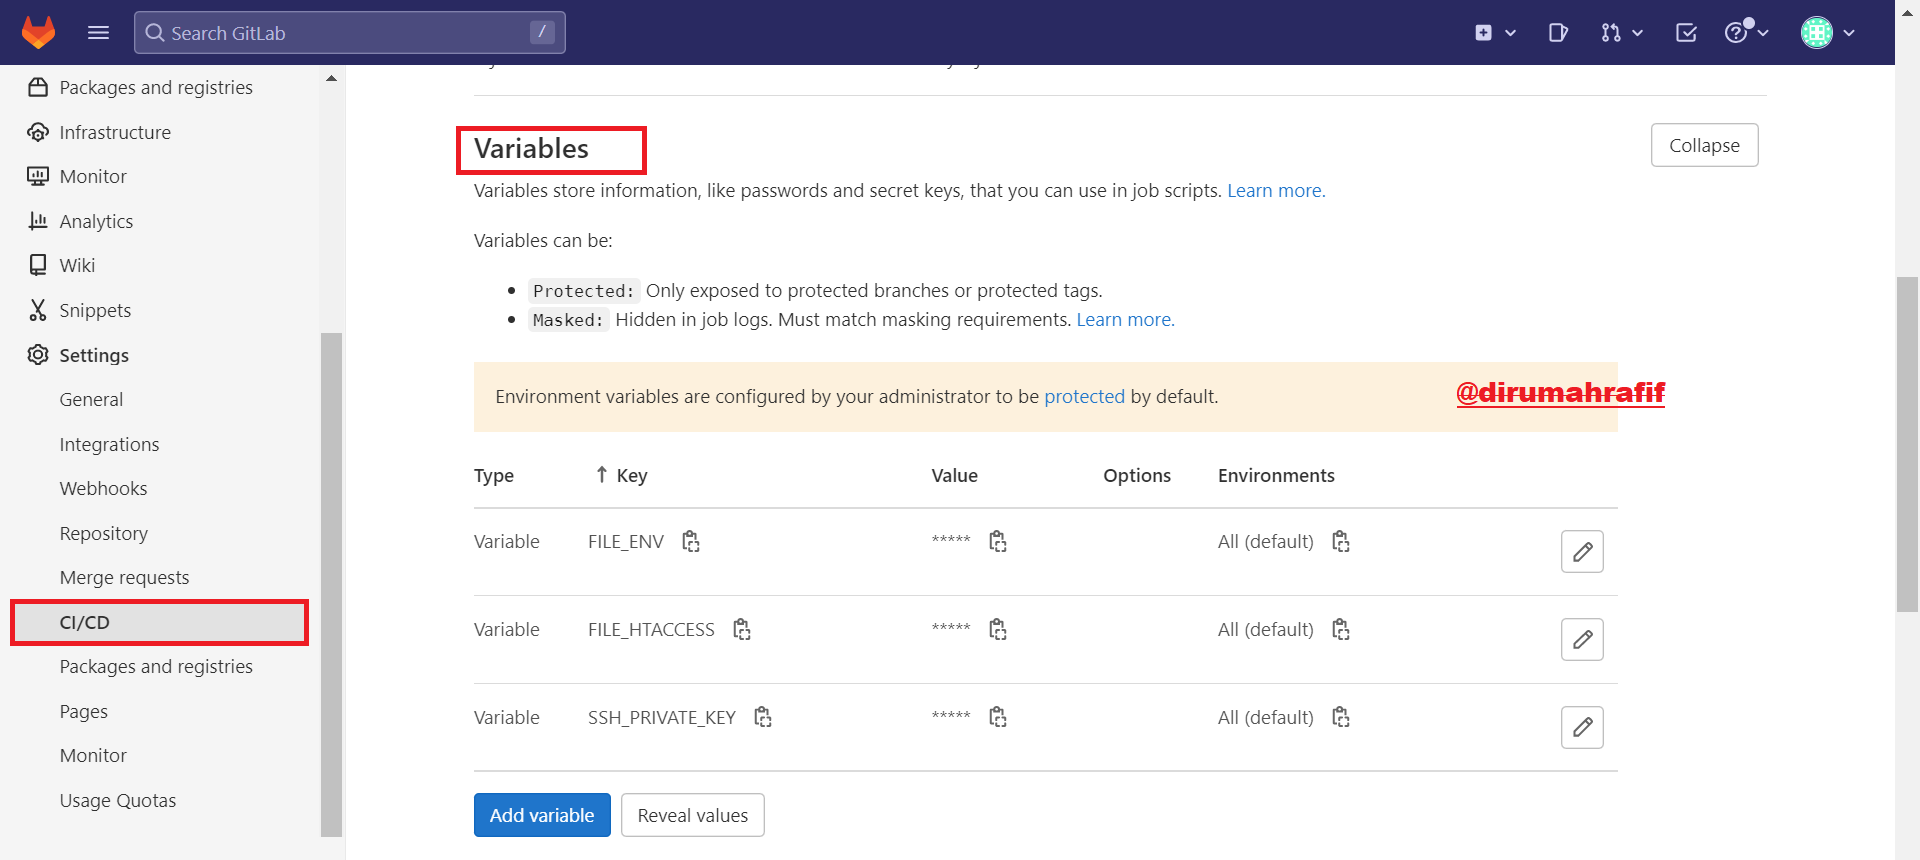 Search GitLab /
Packages and registries
Infrastructure
Monitor
Analytics
Wiki
Snippets
Settings
General
Integrations
Webhooks
Repository
Merge requests
CI/CD
Packages and registries
Pages
Monitor
Usage Quotas
Variables
Collapse
Variables store information, like passwords and secret keys, that you can use in job scripts. Learn more.
Variables can be:
Protected: Only exposed to protected branches or protected tags.
Masked: Hidden in job logs. Must match masking requirements. Learn more.
Environment variables are configured by your administrator to be protected by default.
@dirumahrafif
Type ↑ Key Value Options Environments
Variable FILE_ENV ***** All (default)
Variable FILE_HTACCESS ***** All (default)
Variable SSH_PRIVATE_KEY ***** All (default)
Add variable Reveal values